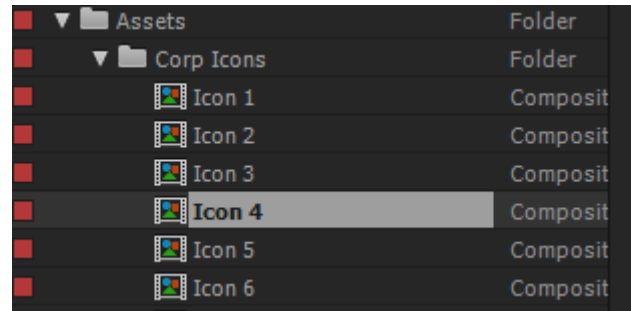 Assets Folder
Corp Icons Folder
Icon 1 Composit
Icon 2 Composit
Icon 3 Composit
Icon 4 Composit
Icon 5 Composit
Icon 6 Composit